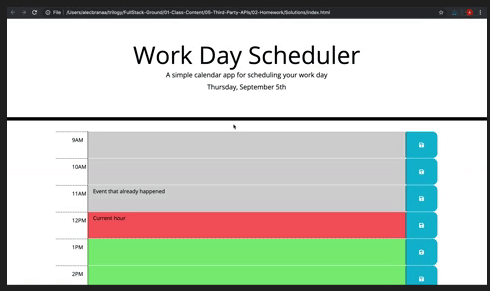 File | /Users/alecbranaa/trilogy/FullStack-Ground/01-Class-Content/05-Third-Party-APIs/02-Homework/Solutions/index.html
Work Day Scheduler
A simple calendar app for scheduling your work day
Thursday, September 5th
9AM
10AM
11AM Event that already happened
12PM Current hour
1PM
2PM